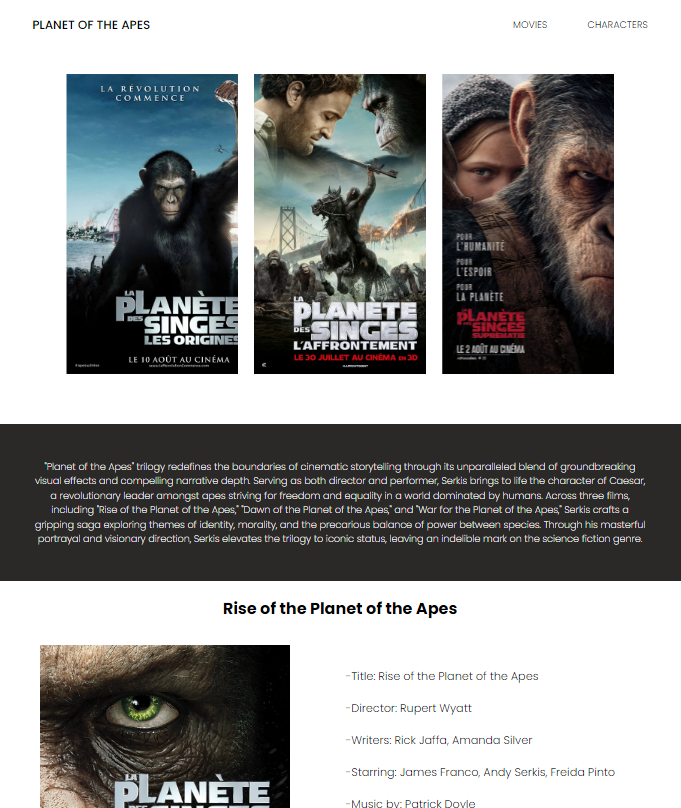 PLANET OF THE APES
MOVIES
CHARACTERS
LA RÉVOLUTION
COMMENCE
LA
PLANÈTE
DES SINGES
LES ORIGINES
LE 10 AOÛT AU CINÉMA
LA
PLANÈTE
DES SINGES
L'AFFRONTEMENT
LE 30 JUILLET AU CINÉMA EN 3D
POUR
L'HUMANITÉ
POUR
L'ESPOIR
POUR
LA PLANÈTE
LA
PLANÈTE
DES SINGES
SUPRÉMATIE
LE 2 AOÛT AU CINÉMA
"Planet of the Apes" trilogy redefines the boundaries of cinematic storytelling through its unparalleled blend of groundbreaking
visual effects and compelling narrative depth. Serving as both director and performer, Serkis brings to life the character of Caesar,
a revolutionary leader amongst apes striving for freedom and equality in a world dominated by humans. Across three films,
including "Rise of the Planet of the Apes," "Dawn of the Planet of the Apes," and "War for the Planet of the Apes," Serkis crafts a
gripping saga exploring themes of identity, morality, and the precarious balance of power between species. Through his masterful
portrayal and visionary direction, Serkis elevates the trilogy to iconic status, leaving an indelible mark on the science fiction genre.
Rise of the Planet of the Apes
LA
PLANÈTE
DES SINGES
-Title: Rise of the Planet of the Apes
-Director: Rupert Wyatt
-Writers: Rick Jaffa, Amanda Silver
-Starring: James Franco, Andy Serkis, Freida Pinto
-Music by: Patrick Doyle